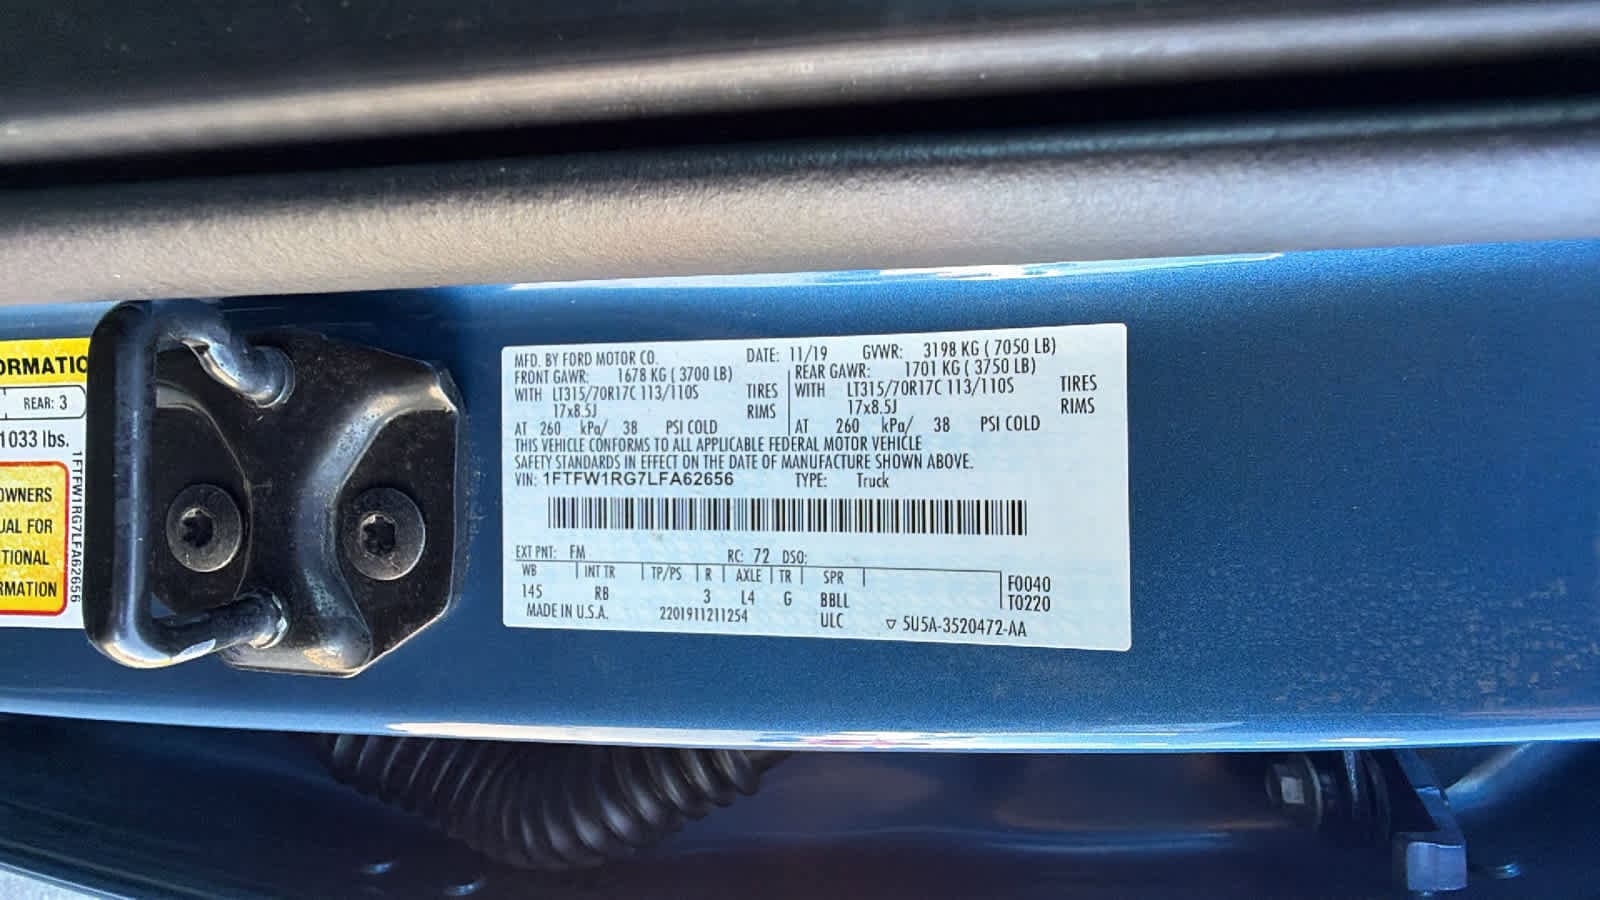 ORMATIO
REAR: 3
1033 lbs.
OWNERS
UAL FOR
TIONAL
RMATION
1FTFW1RG7LFA62656
MFD. BY FORD MOTOR CO. DATE: 11/19 GVWR: 3198 KG ( 7050 LB)
FRONT GAWR: 1678 KG ( 3700 LB) REAR GAWR: 1701 KG ( 3750 LB)
WITH LT315/70R17C 113/110S TIRES WITH LT315/70R17C 113/110S TIRES
17x8.5J RIMS 17x8.5J RIMS
AT 260 kPa/ 38 PSI COLD AT 260 kPa/ 38 PSI COLD
THIS VEHICLE CONFORMS TO ALL APPLICABLE FEDERAL MOTOR VEHICLE
SAFETY STANDARDS IN EFFECT ON THE DATE OF MANUFACTURE SHOWN ABOVE.
VIN: 1FTFW1RG7LFA62656 TYPE: Truck
EXT PNT: FM RC: 72 DSO:
WB INT TR TP/PS R AXLE TR SPR F0040
145 RB 3 L4 G BBLL T0220
MADE IN U.S.A. 2201911211254 ULC ▽ 5U5A-3520472-AA